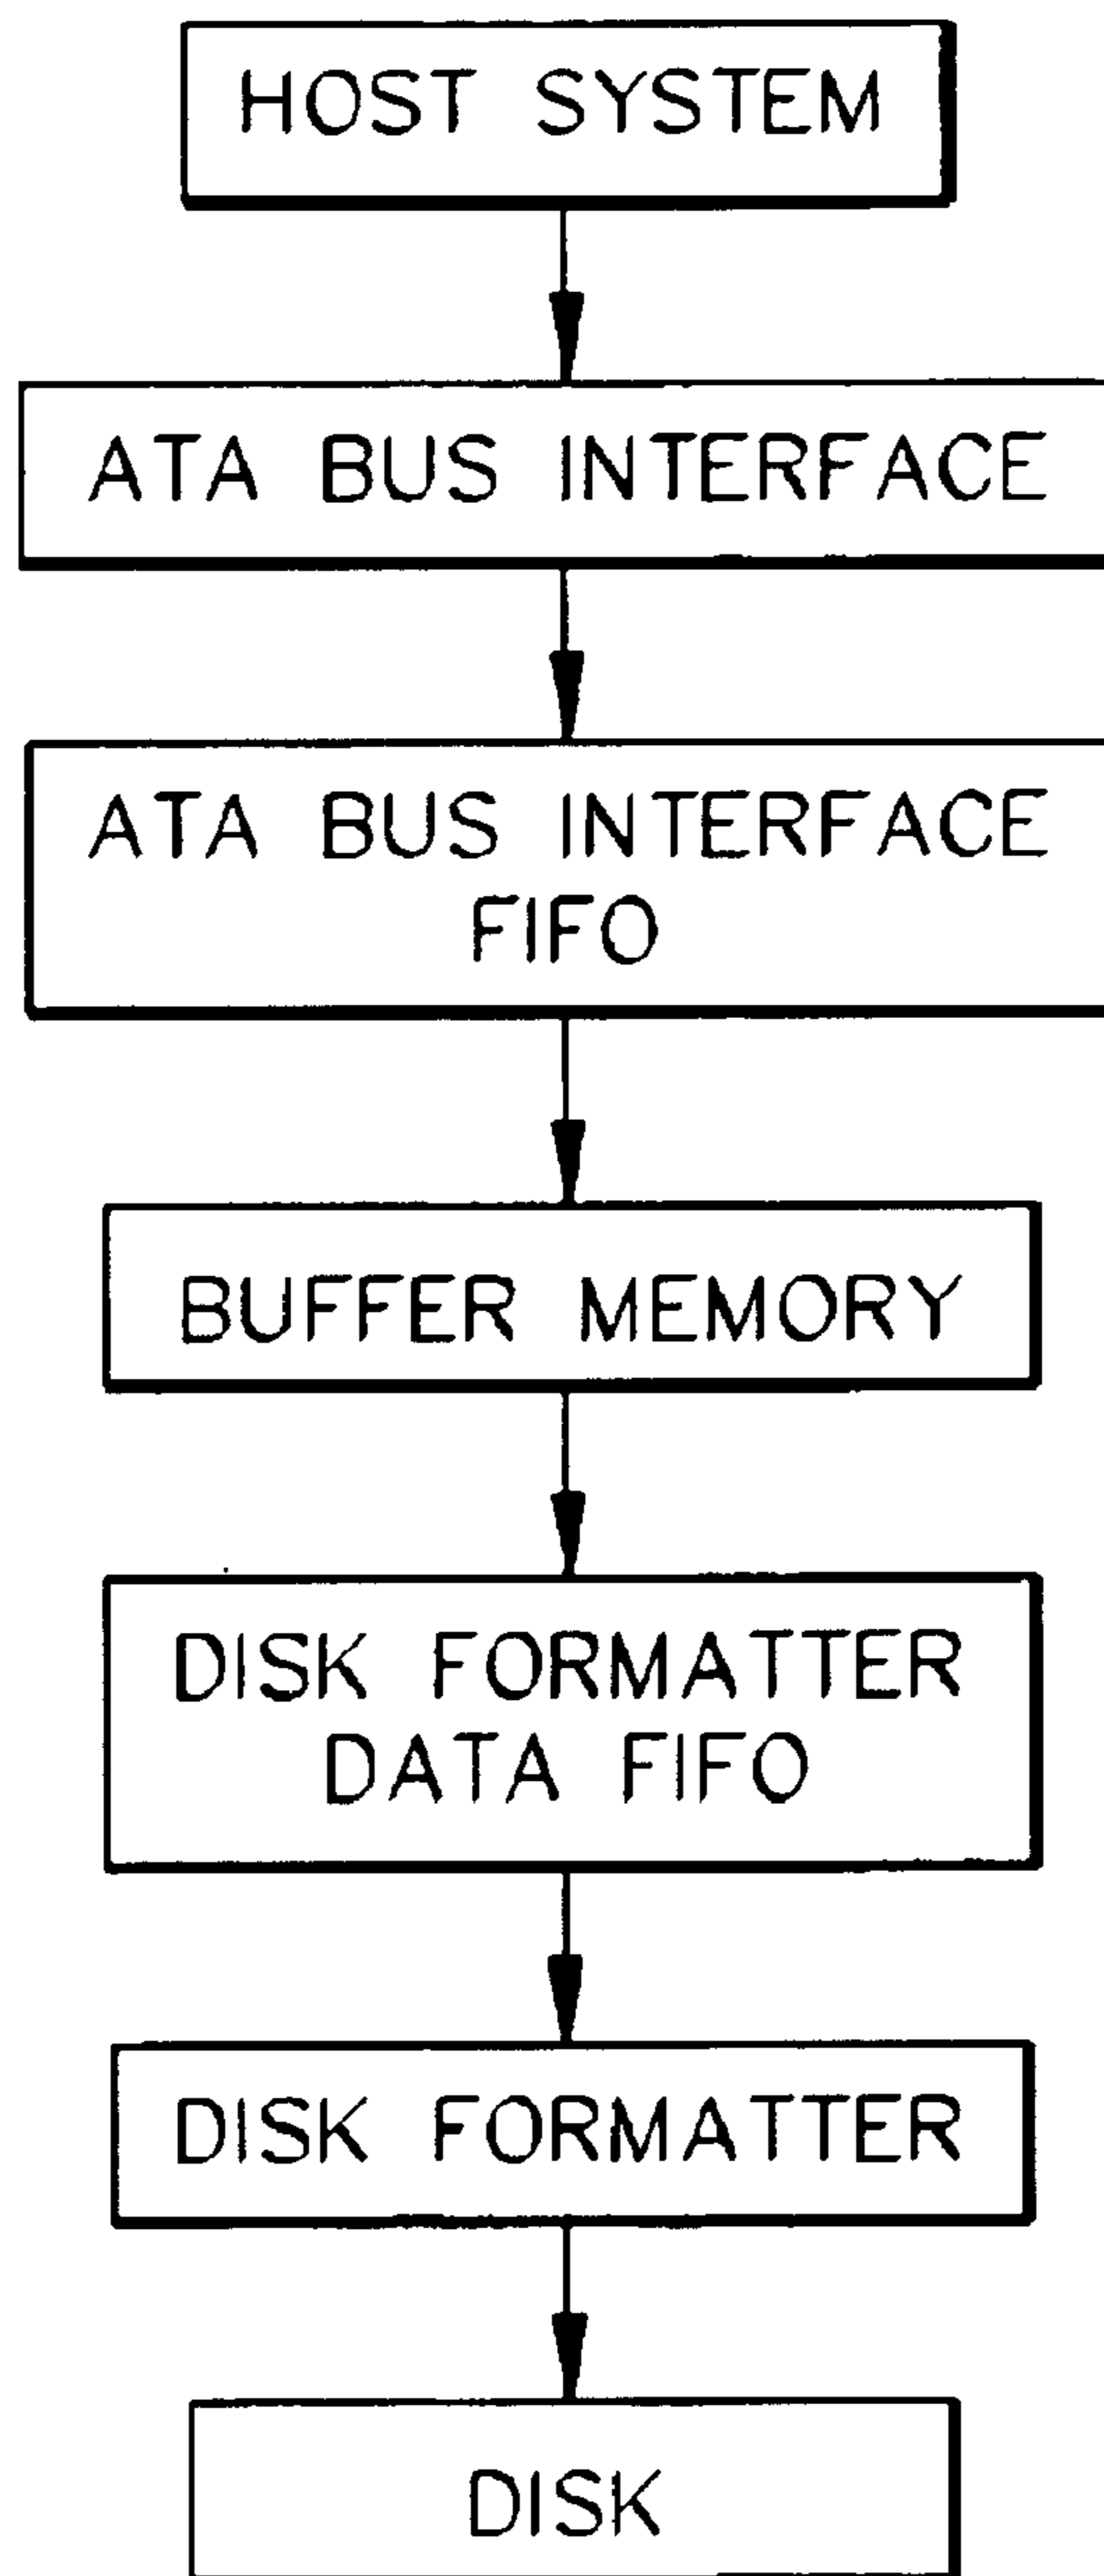 HOST SYSTEM
ATA BUS INTERFACE
ATA BUS INTERFACE
FIFO
BUFFER MEMORY
DISK FORMATTER
DATA FIFO
DISK FORMATTER
DISK